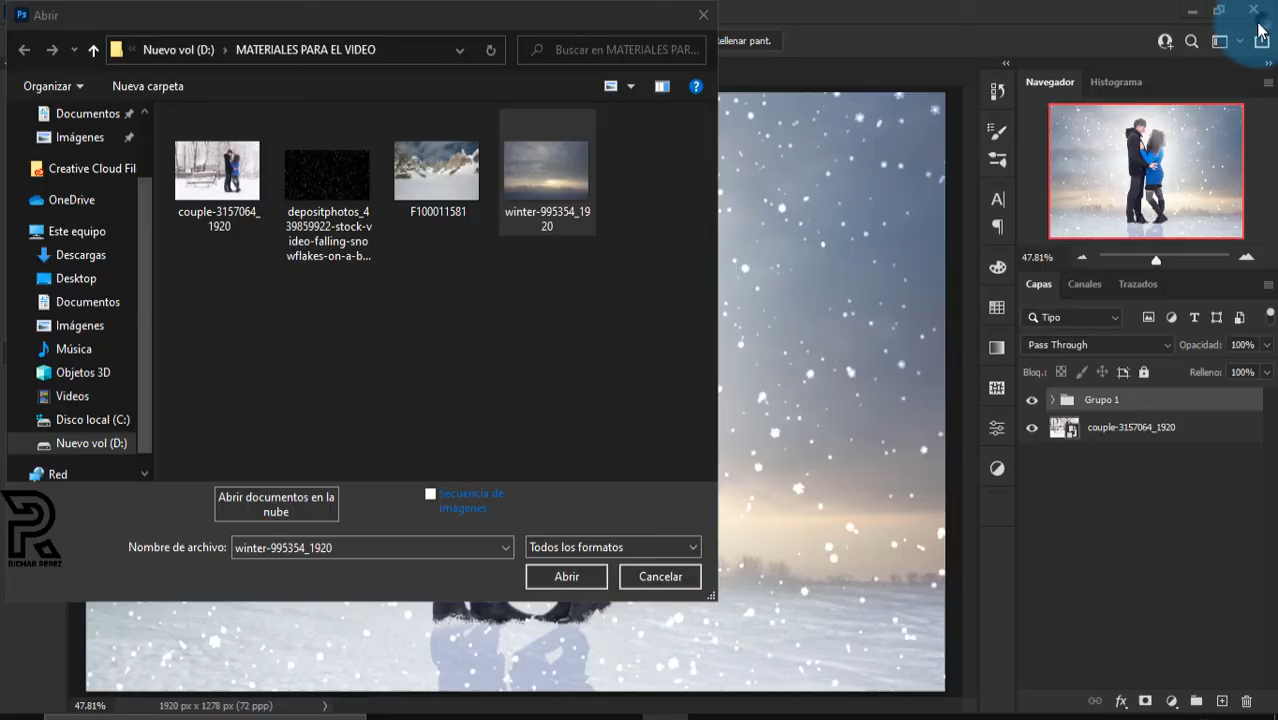 Ps Abrir
Nuevo vol (D:) > MATERIALES PARA EL VIDEO
Buscar en MATERIALES PAR...
ellenar pant.
Organizar
Nueva carpeta
Documentos
Imágenes
Creative Cloud Fil
OneDrive
Este equipo
Descargas
Desktop
Documentos
Imágenes
Música
Objetos 3D
Videos
Disco local (C:)
Nuevo vol (D:)
Red
couple-3157064_
1920
depositphotos_4
39859922-stock-v
ideo-falling-sno
wflakes-on-a-b...
F100011581
winter-995354_19
20
Abrir documentos en la
nube
Secuencia de
imágenes
Nombre de archivo:
winter-995354_1920
Todos los formatos
Abrir
Cancelar
RICHAR PEREZ
47.81%
1920 px x 1278 px (72 ppp)
Navegador
Histograma
47.81%
Capas
Canales
Trazados
Tipo
Pass Through
Opacidad: 100%
Bloq.:
Relleno: 100%
Grupo 1
couple-3157064_1920